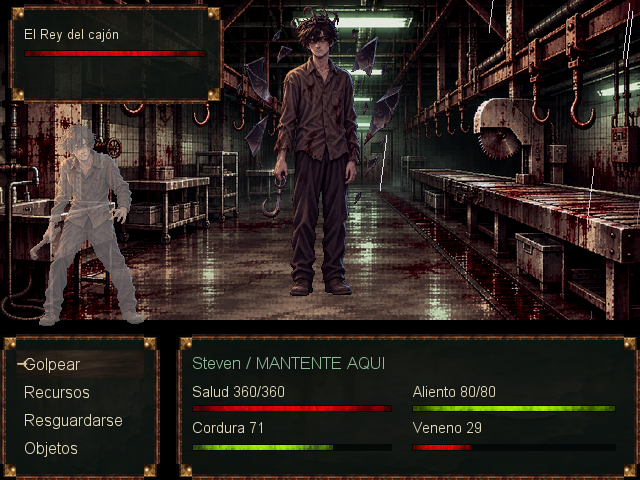 El Rey del cajón
Golpear
Recursos
Resguardarse
Objetos
Steven / MANTENTE AQUI
Salud 360/360
Aliento 80/80
Cordura 71
Veneno 29